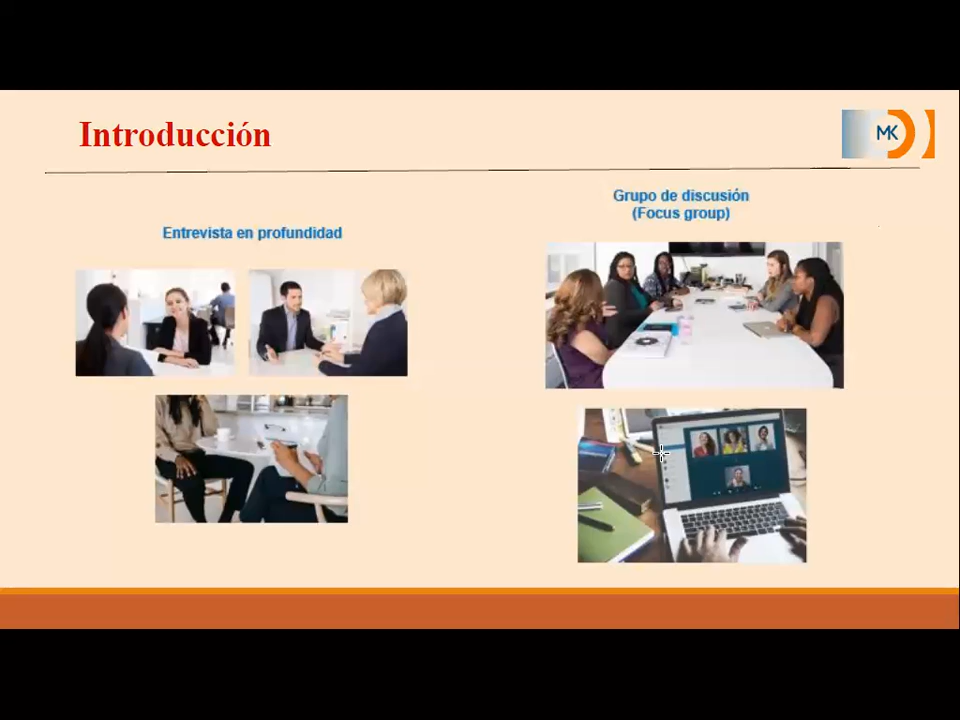 Introducción
MK
Entrevista en profundidad
Grupo de discusión
(Focus group)